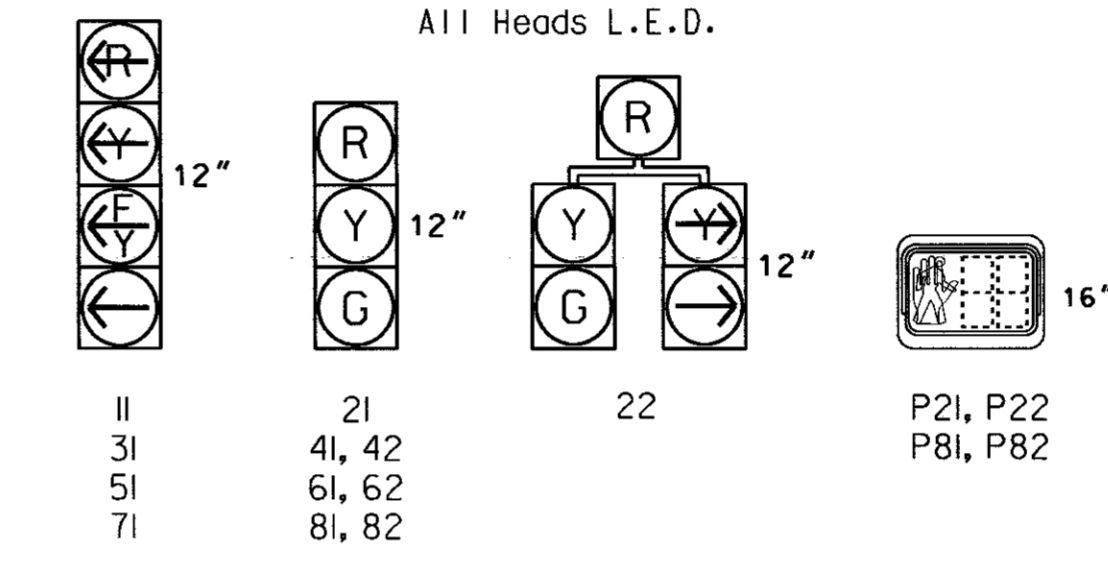 All Heads L.E.D.
R
Y
F
Y
12"
R
Y
G
12"
R
Y
Y
G
12"
16"
11
31
51
71
21
41, 42
61, 62
81, 82
22
P21, P22
P81, P82